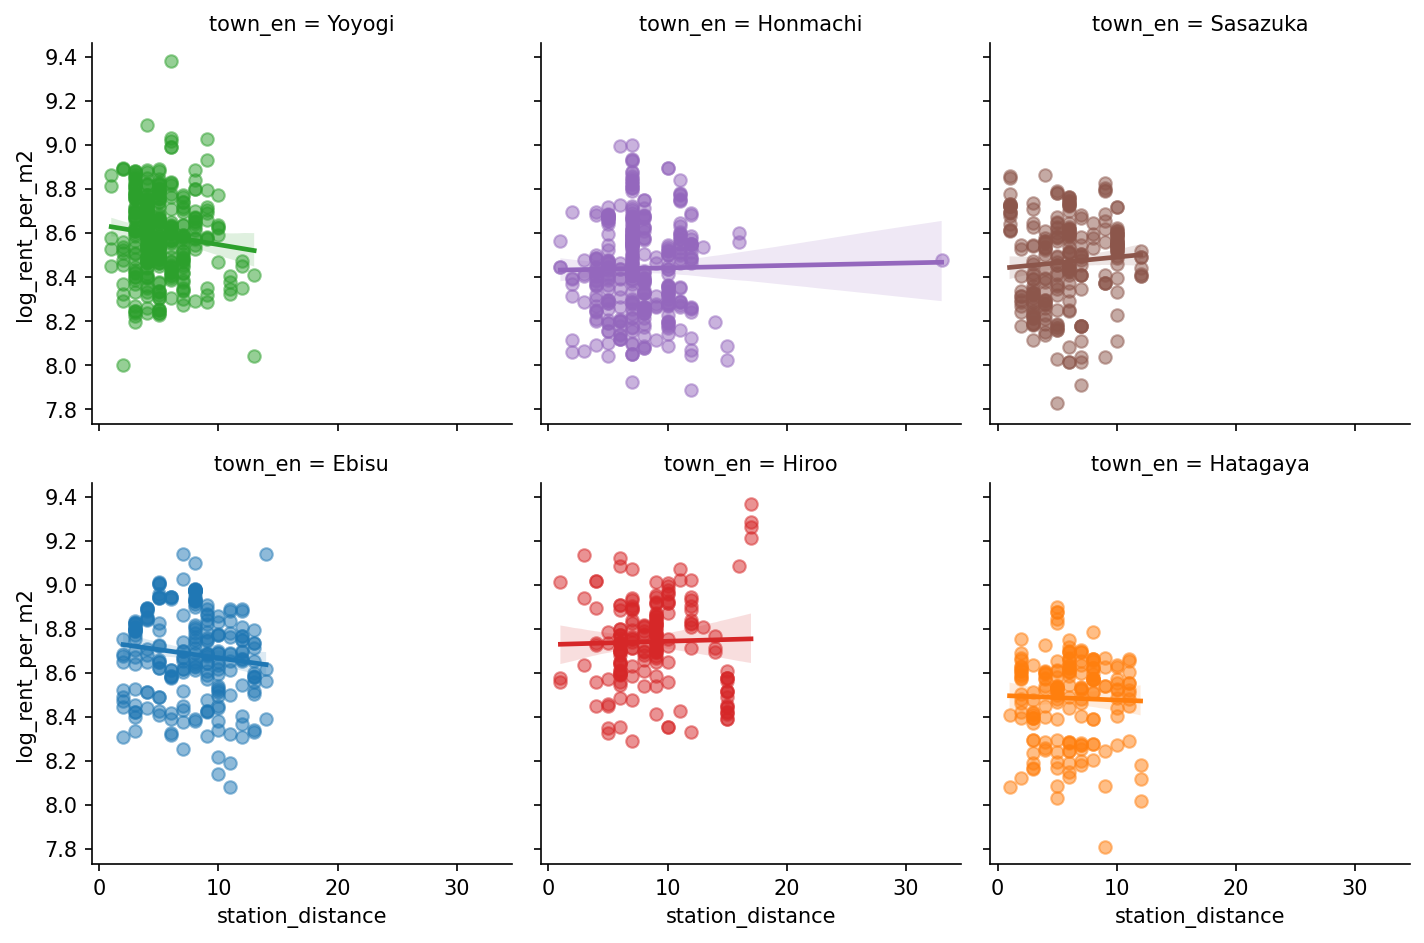 town_en = Yoyogi
town_en = Honmachi
town_en = Sasazuka
9.4
9.2
9.0
8.8
8.6
8.4
8.2
8.0
7.8
log_rent_per_m2
town_en = Ebisu
town_en = Hiroo
town_en = Hatagaya
9.4
9.2
9.0
8.8
8.6
8.4
8.2
8.0
7.8
log_rent_per_m2
0 10 20 30
0 10 20 30
0 10 20 30
station_distance
station_distance
station_distance